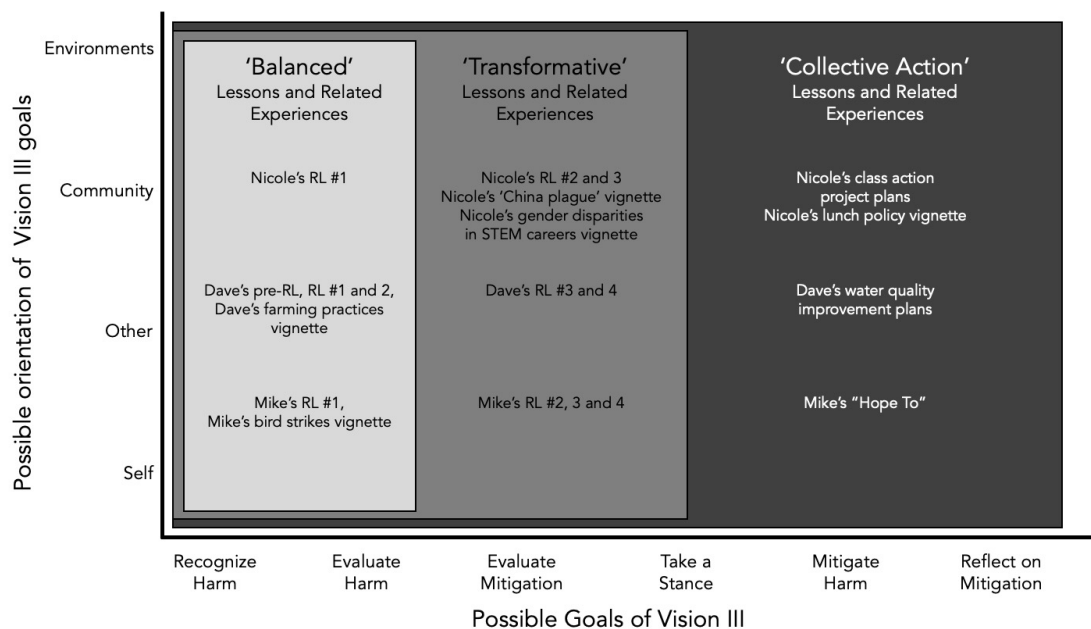 Possible orientation of Vision III goals
Environments
Community
Other
Self
'Balanced'
Lessons and Related
Experiences
Nicole's RL #1
Dave's pre-RL, RL #1 and 2,
Dave's farming practices
vignette
Mike's RL #1,
Mike's bird strikes vignette
'Transformative'
Lessons and Related
Experiences
Nicole's RL #2 and 3
Nicole's 'China plague' vignette
Nicole's gender disparities
in STEM careers vignette
Dave's RL #3 and 4
Mike's RL #2, 3 and 4
'Collective Action'
Lessons and Related
Experiences
Nicole's class action
project plans
Nicole's lunch policy vignette
Dave's water quality
improvement plans
Mike's "Hope To"
Recognize
Harm
Evaluate
Harm
Evaluate
Mitigation
Take a
Stance
Mitigate
Harm
Reflect on
Mitigation
Possible Goals of Vision III